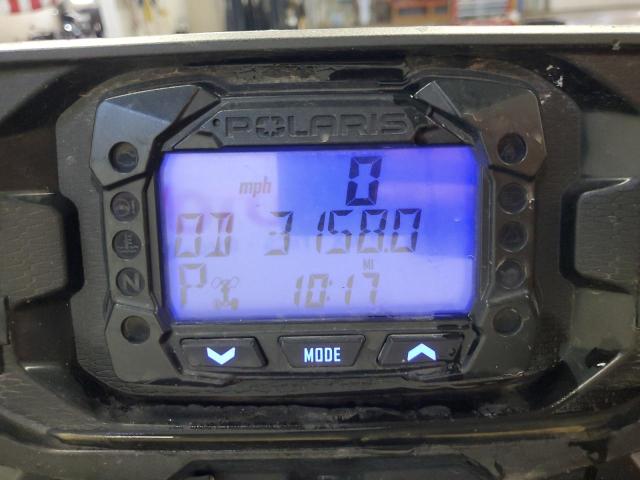 POLARIS
mph 0
OD 3158.0
MI
P 10:17
MODE
N